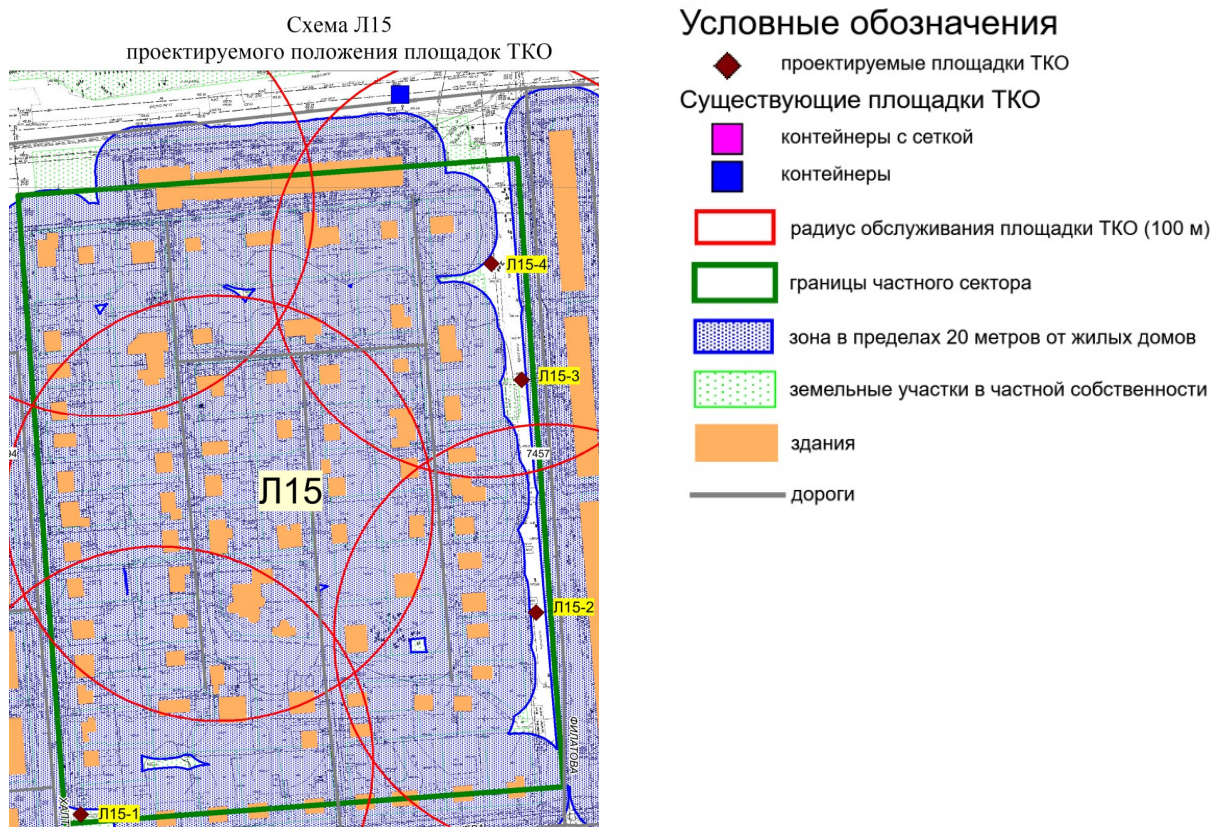 Схема Л15
проектируемого положения площадок ТКО
Л15-4
Л15-3
94
7457
Л15
Л15-2
ФИЛАТОВА
Л15-1
Условные обозначения
проектируемые площадки ТКО
Существующие площадки ТКО
контейнеры с сеткой
контейнеры
радиус обслуживания площадки ТКО (100 м)
границы частного сектора
зона в пределах 20 метров от жилых домов
земельные участки в частной собственности
здания
дороги